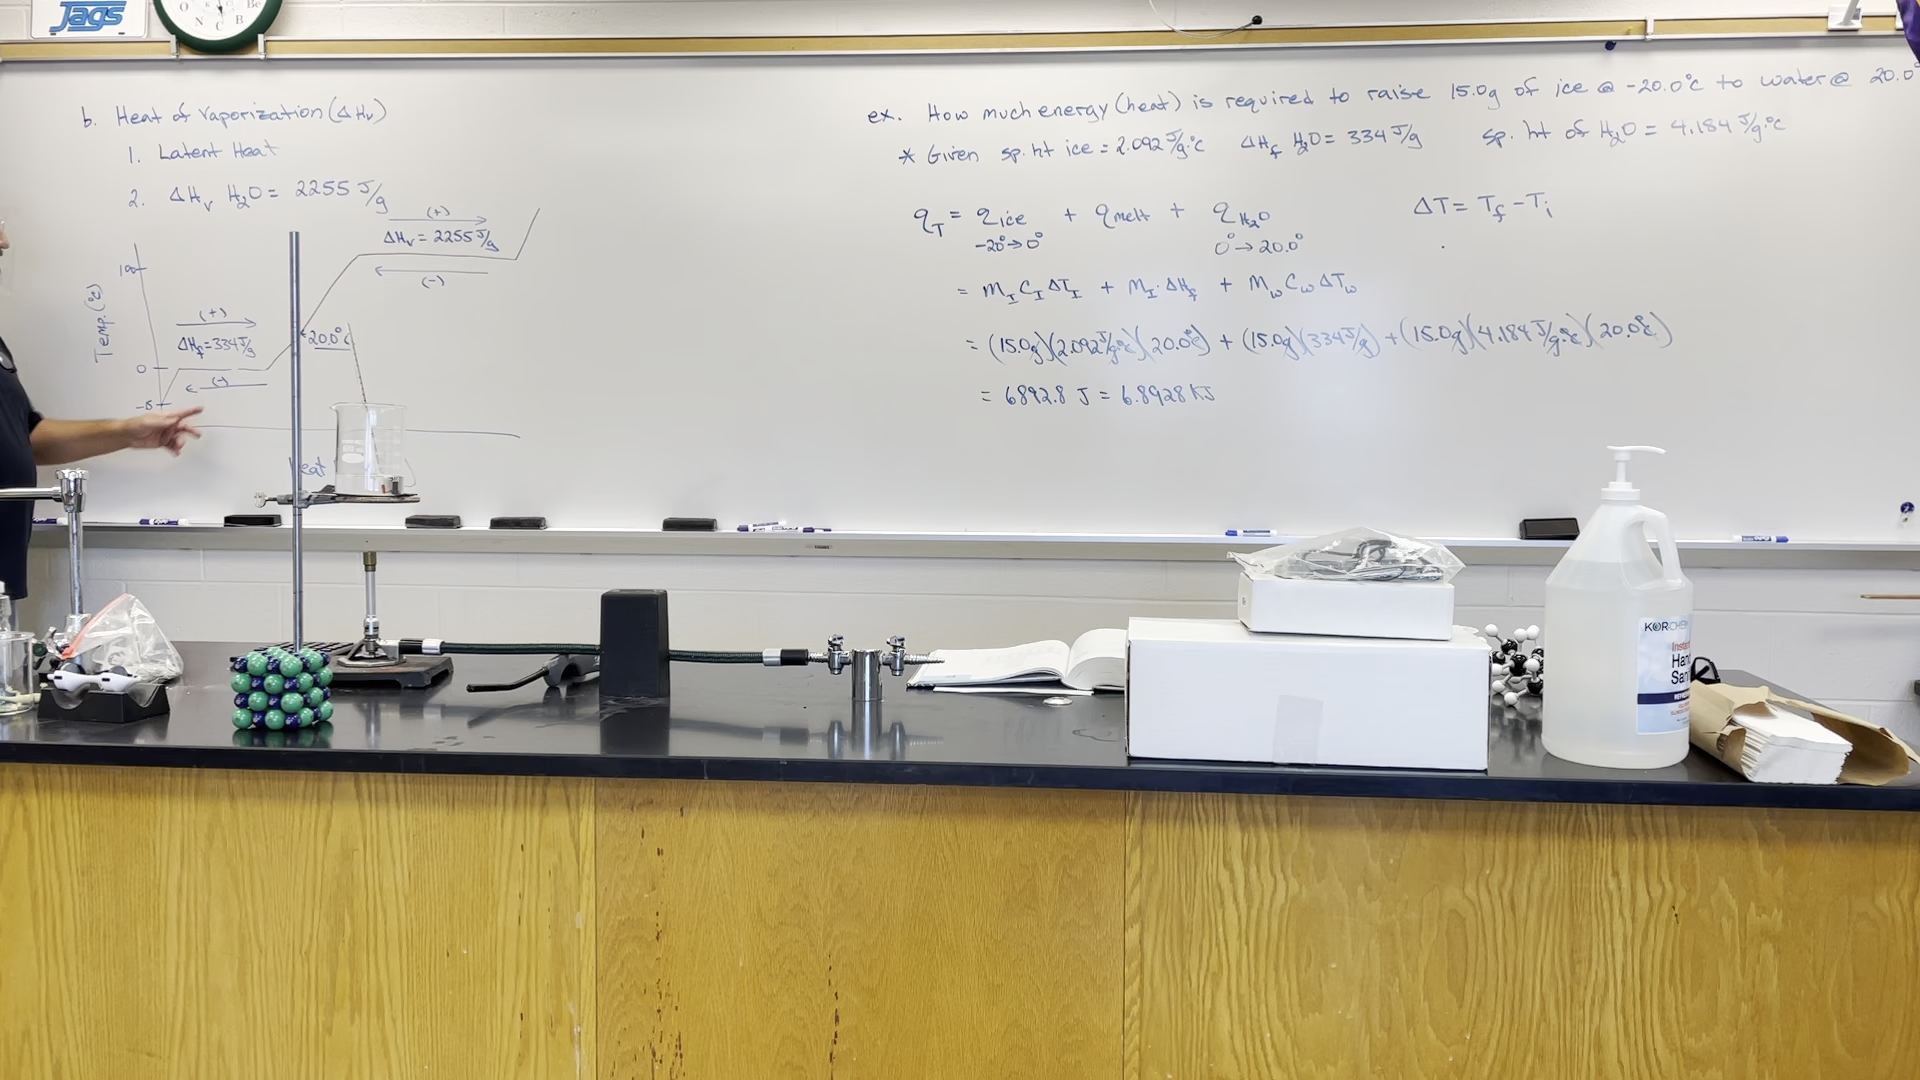 Jags
O N C B Be
b. Heat of Vaporization (ΔHv)
1. Latent Heat
2. ΔHv H₂O = 2255 J/g
(+)
ΔHv = 2255 J/g
(-)
100
Temp. (°C)
(+)
ΔHf = 334 J/g
(-)
20.0°C
0
-5
Heat
ex. How much energy (heat) is required to raise 15.0g of ice @ -20.0°C to water @ 20.0°
* Given sp. ht ice = 2.092 J/g·°C ΔHf H₂O = 334 J/g sp. ht of H₂O = 4.184 J/g·°C
qT = qice + qmelt + qH₂O ΔT = Tf - Ti
-20° → 0° 0° → 20.0°
= mI CI ΔTI + mI · ΔHf + mw Cw ΔTw
= (15.0g)(2.092 J/g·°C)(20.0°C) + (15.0g)(334 J/g) + (15.0g)(4.184 J/g·°C)(20.0°C)
= 6892.8 J = 6.8928 KJ
KORCHEM
Instant
Hand
Sani